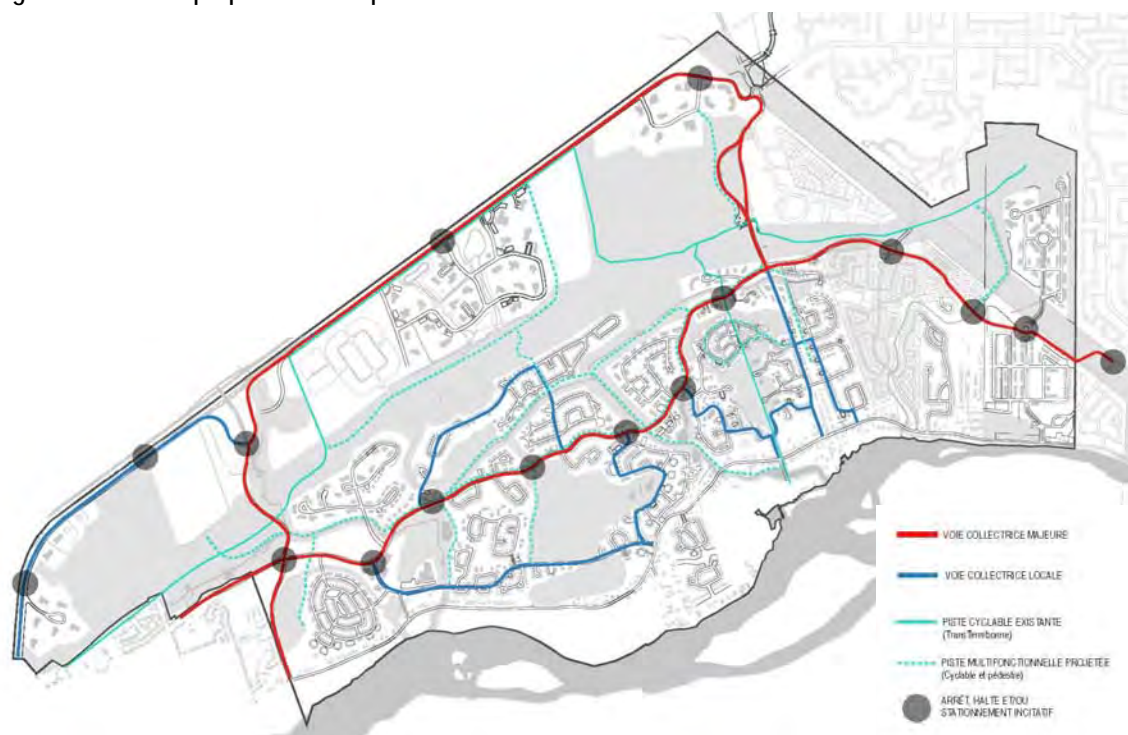 VOIE COLLECTRICE MAJEURE
VOIE COLLECTRICE LOCALE
PISTE CYCLABLE EXISTANTE
(TransTerrebonne)
PISTE MULTIFONCTIONNELLE PROJETÉE
(Cyclable et pédestre)
ARRÊT, HALTE ET/OU
STATIONNEMENT INCITATIF